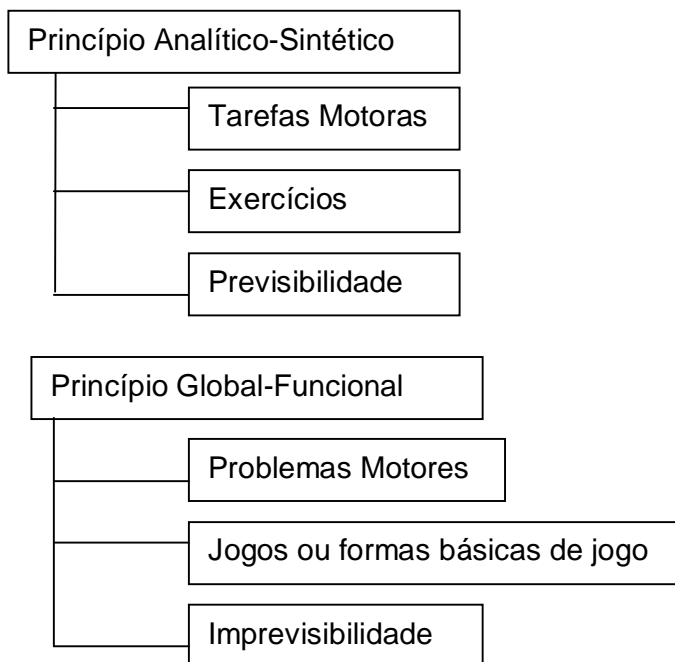 Princípio Analítico-Sintético
Tarefas Motoras
Exercícios
Previsibilidade
Princípio Global-Funcional
Problemas Motores
Jogos ou formas básicas de jogo
Imprevisibilidade